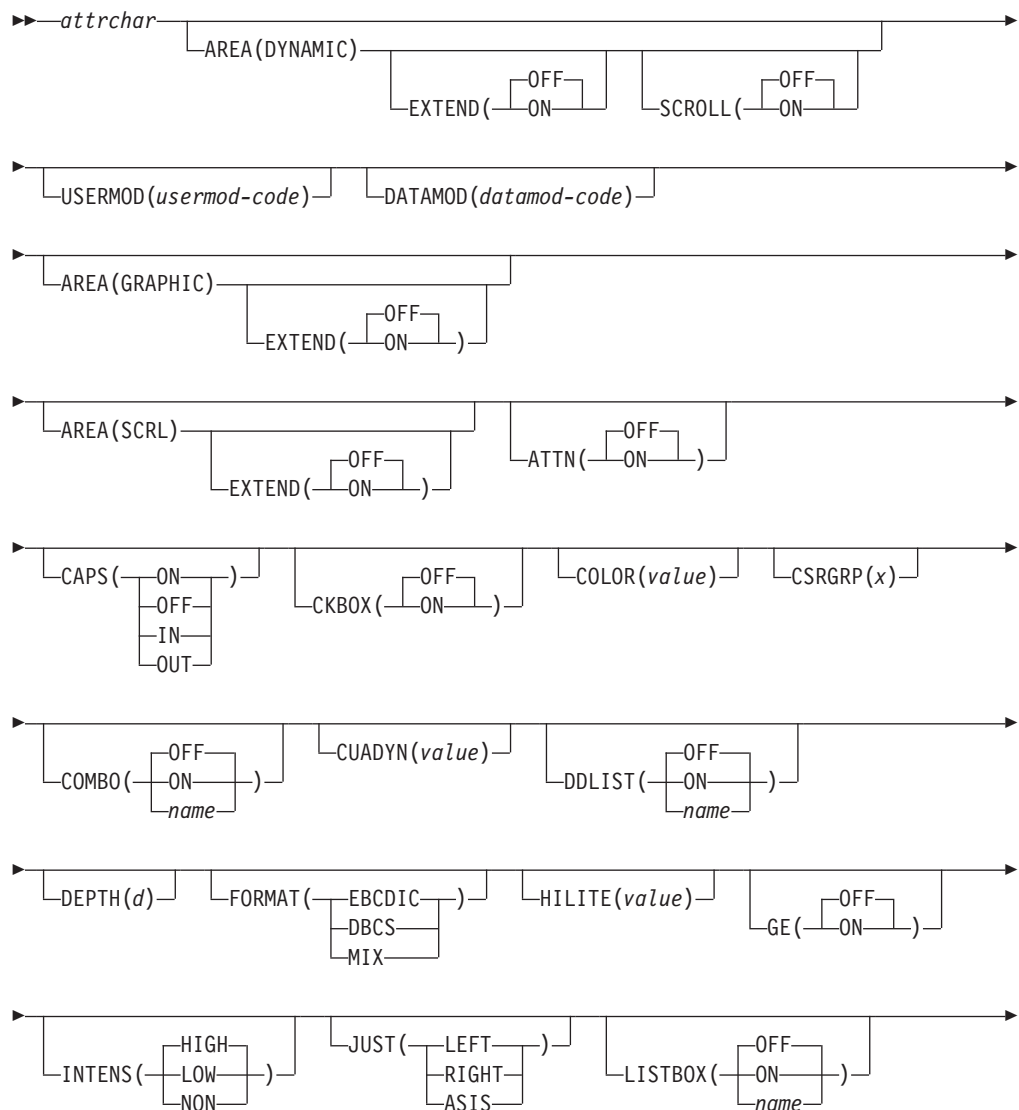 attrchar
AREA(DYNAMIC)
OFF OFF
EXTEND( ON SCROLL( ON
USERMOD(usermod-code) DATAMOD(datamod-code)
AREA(GRAPHIC)
OFF
EXTEND( ON )
AREA(SCRL) OFF
OFF ATTN( ON )
EXTEND( ON )
CAPS( ON ) OFF COLOR(value) CSRGRP(x)
OFF CKBOX( ON )
IN
OUT
OFF CUADYN(value) OFF
COMBO( ON ) DDLIST( ON )
name name
DEPTH(d) FORMAT( EBCDIC ) HILITE(value) OFF
DBCS GE( ON )
MIX
HIGH JUST( LEFT ) OFF
INTENS( LOW ) RIGHT LISTBOX( ON )
NON ASIS name